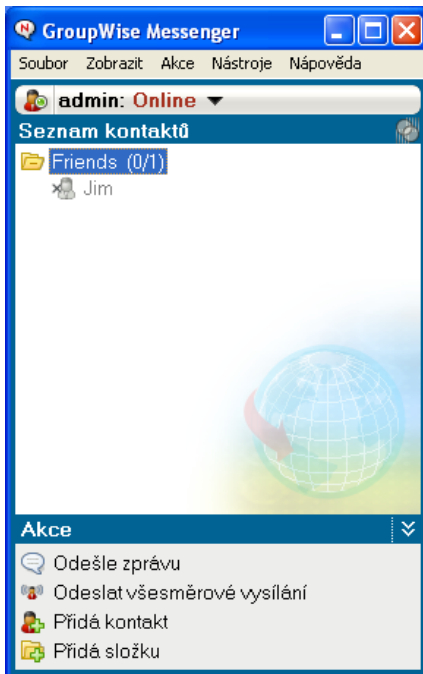 GroupWise Messenger
Soubor Zobrazit Akce Nástroje Nápověda
admin: Online
Seznam kontaktů
Friends (0/1)
Jim
Akce
Odešle zprávu
Odeslat všesměrové vysílání
Přidá kontakt
Přidá složku